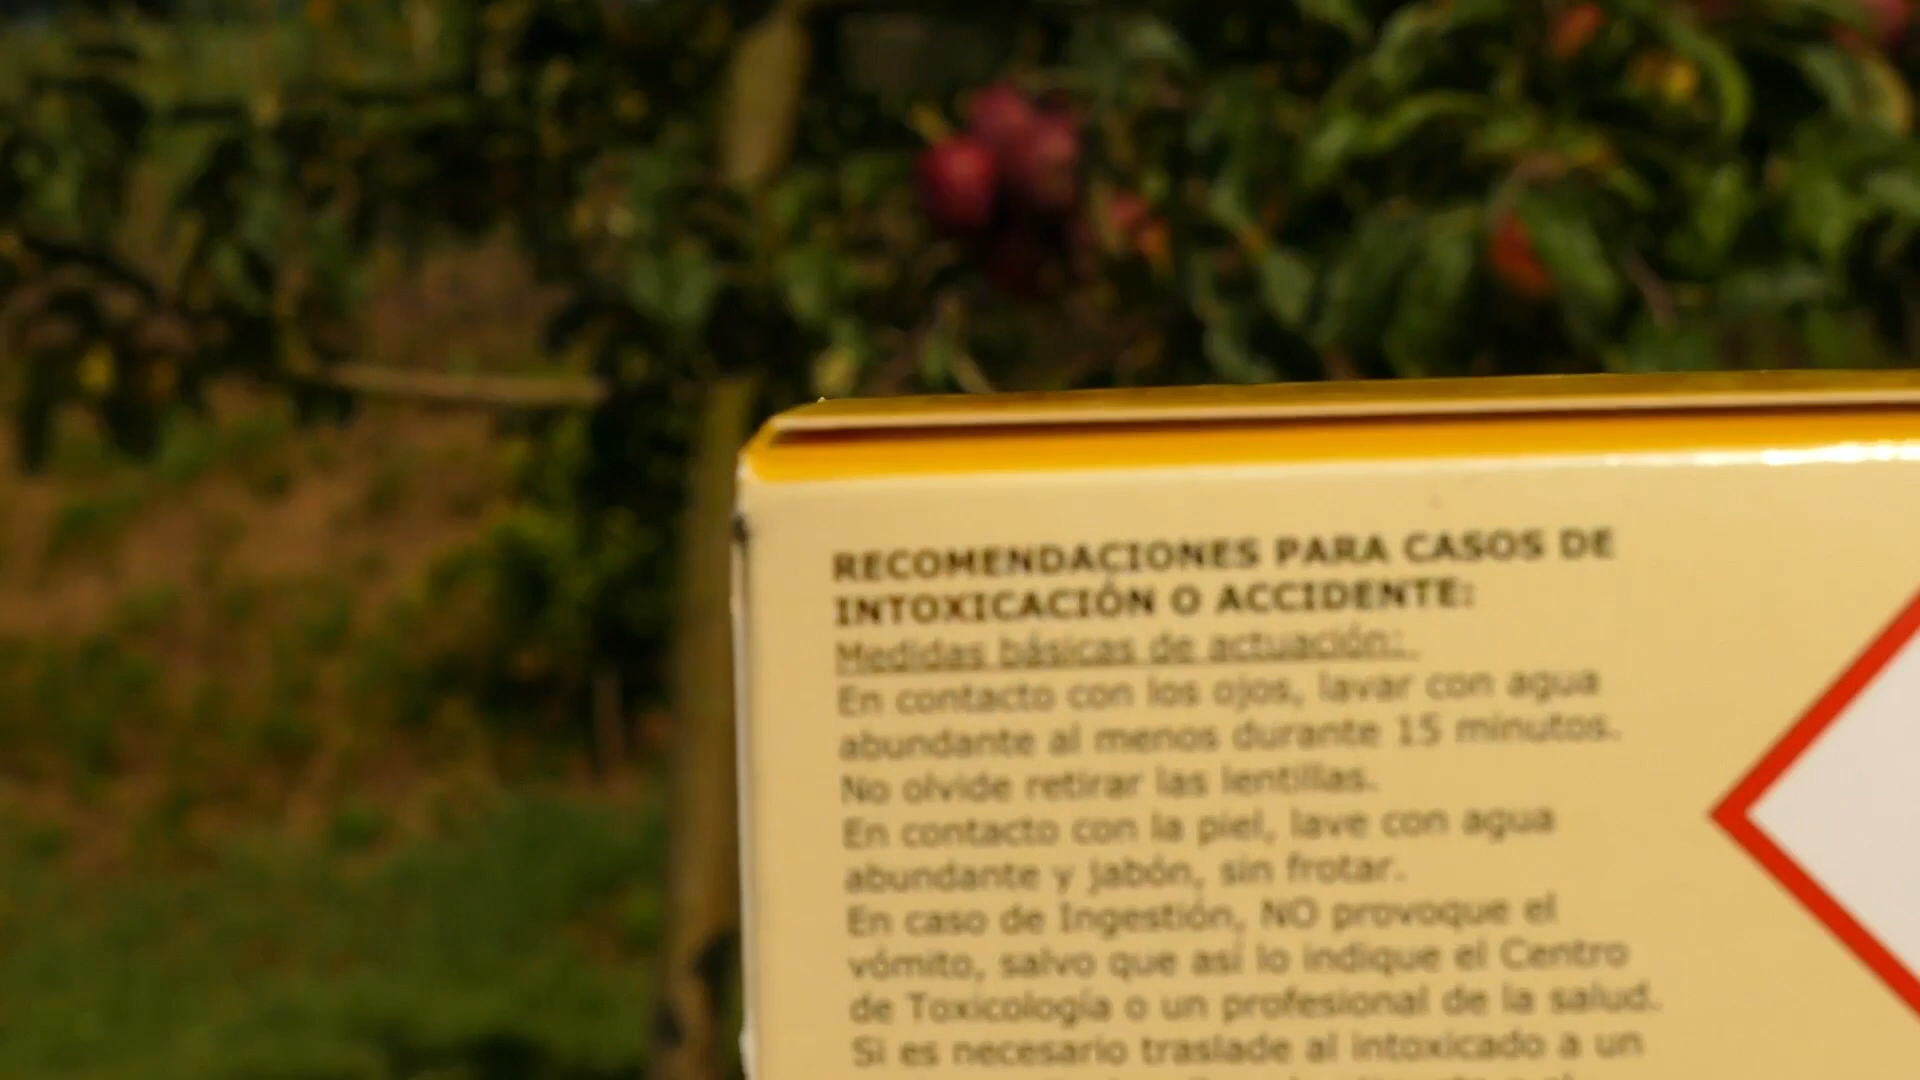 RECOMENDACIONES PARA CASOS DE
INTOXICACIÓN O ACCIDENTE:
Medidas básicas de actuación:
En contacto con los ojos, lavar con agua
abundante al menos durante 15 minutos.
No olvide retirar las lentillas.
En contacto con la piel, lave con agua
abundante y jabón, sin frotar.
En caso de Ingestión, NO provoque el
vómito, salvo que así lo indique el Centro
de Toxicología o un profesional de la salud.
Si es necesario traslade al intoxicado a un